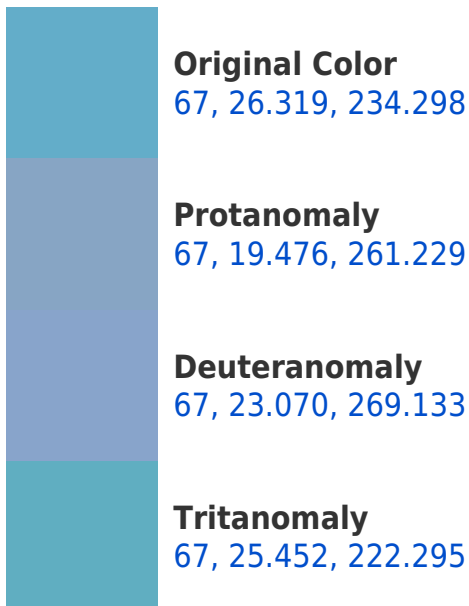 Original Color
67, 26.319, 234.298
Protanomaly
67, 19.476, 261.229
Deuteranomaly
67, 23.070, 269.133
Tritanomaly
67, 25.452, 222.295